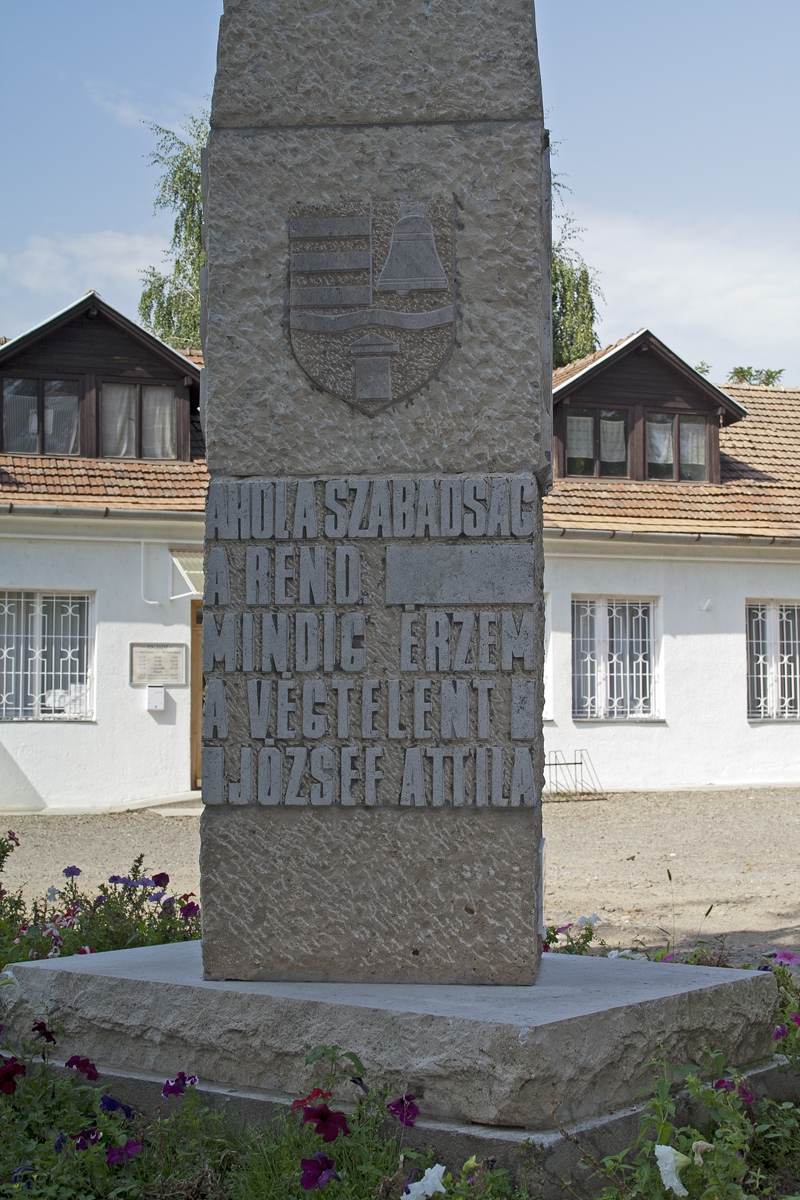 AHOLA SZABADSÁG
A REND.
MINDIG ÉRZEM
A VÉGTELENT
JÓZSEF ATTILA